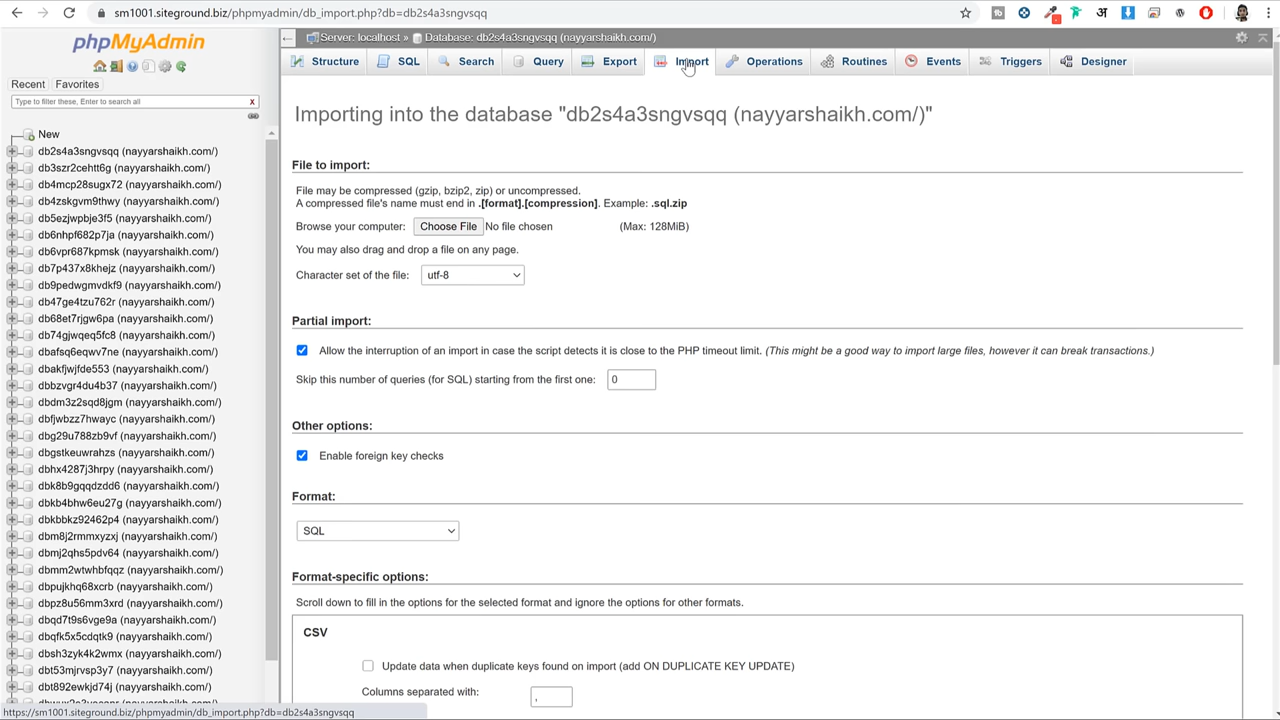 sm1001.siteground.biz/phpmyadmin/db_import.php?db=db2s4a3sngvsqq
अ
phpMyAdmin
Recent Favorites
Type to filter these, Enter to search all X
New
db2s4a3sngvsqq (nayyarshaikh.com/)
db3szr2cehtt6g (nayyarshaikh.com/)
db4mcp28sugx72 (nayyarshaikh.com/)
db4zskgvm9thwy (nayyarshaikh.com/)
db5ezjwpbje3f5 (nayyarshaikh.com/)
db6nhpf682p7ja (nayyarshaikh.com/)
db6vpr687kpmsk (nayyarshaikh.com/)
db7p437x8khejz (nayyarshaikh.com/)
db9pedwgmvdkf9 (nayyarshaikh.com/)
db47ge4tzu762r (nayyarshaikh.com/)
db68et7rjgw6pa (nayyarshaikh.com/)
db74gjwqeq5fc8 (nayyarshaikh.com/)
dbafsq6eqwv7ne (nayyarshaikh.com/)
dbakfjwjfde553 (nayyarshaikh.com/)
dbbzvgr4du4b37 (nayyarshaikh.com/)
dbdm3z2sqd8jgm (nayyarshaikh.com/)
dbfjwbzz7hwayc (nayyarshaikh.com/)
dbg29u788zb9vf (nayyarshaikh.com/)
dbgstkeuwrahzs (nayyarshaikh.com/)
dbhx4287j3hrpy (nayyarshaikh.com/)
dbk8b9gqqdzdd6 (nayyarshaikh.com/)
dbkb4bhw6eu27g (nayyarshaikh.com/)
dbkbbkz92462p4 (nayyarshaikh.com/)
dbm8j2rmmxyzxj (nayyarshaikh.com/)
dbmj2qhs5pdv64 (nayyarshaikh.com/)
dbmm2wtwhbfqqz (nayyarshaikh.com/)
dbpujkhq68xcrb (nayyarshaikh.com/)
dbpz8u56mm3xrd (nayyarshaikh.com/)
dbqd7t9s6vge9a (nayyarshaikh.com/)
dbqfk5x5cdqtk9 (nayyarshaikh.com/)
dbsh3zyk4k2wmx (nayyarshaikh.com/)
dbt53mjrvsp3y7 (nayyarshaikh.com/)
dbt892ewkjd74j (nayyarshaikh.com/)
https://sm1001.siteground.biz/phpmyadmin/db_import.php?db=db2s4a3sngvsqq
Server: localhost » Database: db2s4a3sngvsqq (nayyarshaikh.com/)
Structure SQL Search Query Export Import Operations Routines Events Triggers Designer
Importing into the database "db2s4a3sngvsqq (nayyarshaikh.com/)"
File to import:
File may be compressed (gzip, bzip2, zip) or uncompressed.
A compressed file's name must end in .[format].[compression]. Example: .sql.zip
Browse your computer: Choose File No file chosen (Max: 128MiB)
You may also drag and drop a file on any page.
Character set of the file: utf-8
Partial import:
Allow the interruption of an import in case the script detects it is close to the PHP timeout limit. (This might be a good way to import large files, however it can break transactions.)
Skip this number of queries (for SQL) starting from the first one: 0
Other options:
Enable foreign key checks
Format:
SQL
Format-specific options:
Scroll down to fill in the options for the selected format and ignore the options for other formats.
CSV
Update data when duplicate keys found on import (add ON DUPLICATE KEY UPDATE)
Columns separated with: ,